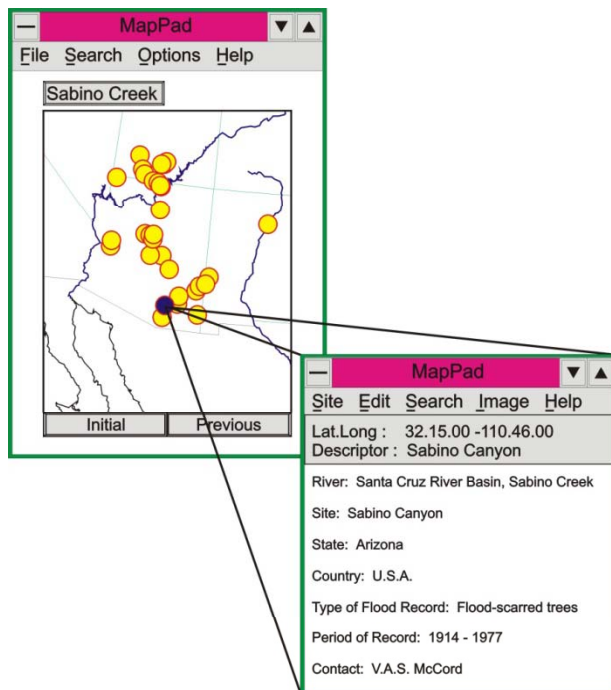 MapPad
File Search Options Help
Sabino Creek
Initial Previous
MapPad
Site Edit Search Image Help
Lat.Long : 32.15.00 -110.46.00
Descriptor : Sabino Canyon
River: Santa Cruz River Basin, Sabino Creek
Site: Sabino Canyon
State: Arizona
Country: U.S.A.
Type of Flood Record: Flood-scarred trees
Period of Record: 1914 - 1977
Contact: V.A.S. McCord